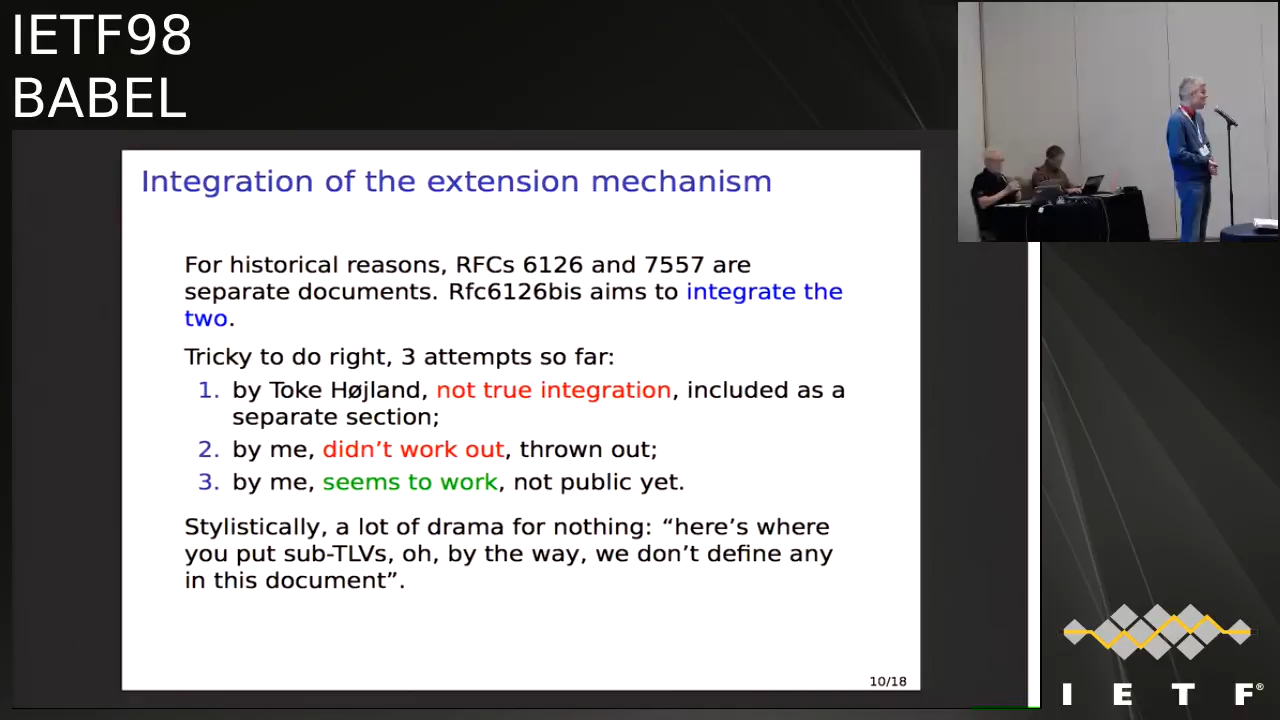 IETF98
BABEL
Integration of the extension mechanism
For historical reasons, RFCs 6126 and 7557 are
separate documents. Rfc6126bis aims to integrate the
two.
Tricky to do right, 3 attempts so far:
1. by Toke Højland, not true integration, included as a
separate section;
2. by me, didn’t work out, thrown out;
3. by me, seems to work, not public yet.
Stylistically, a lot of drama for nothing: “here’s where
you put sub-TLVs, oh, by the way, we don’t define any
in this document”.
10/18
I E T F®